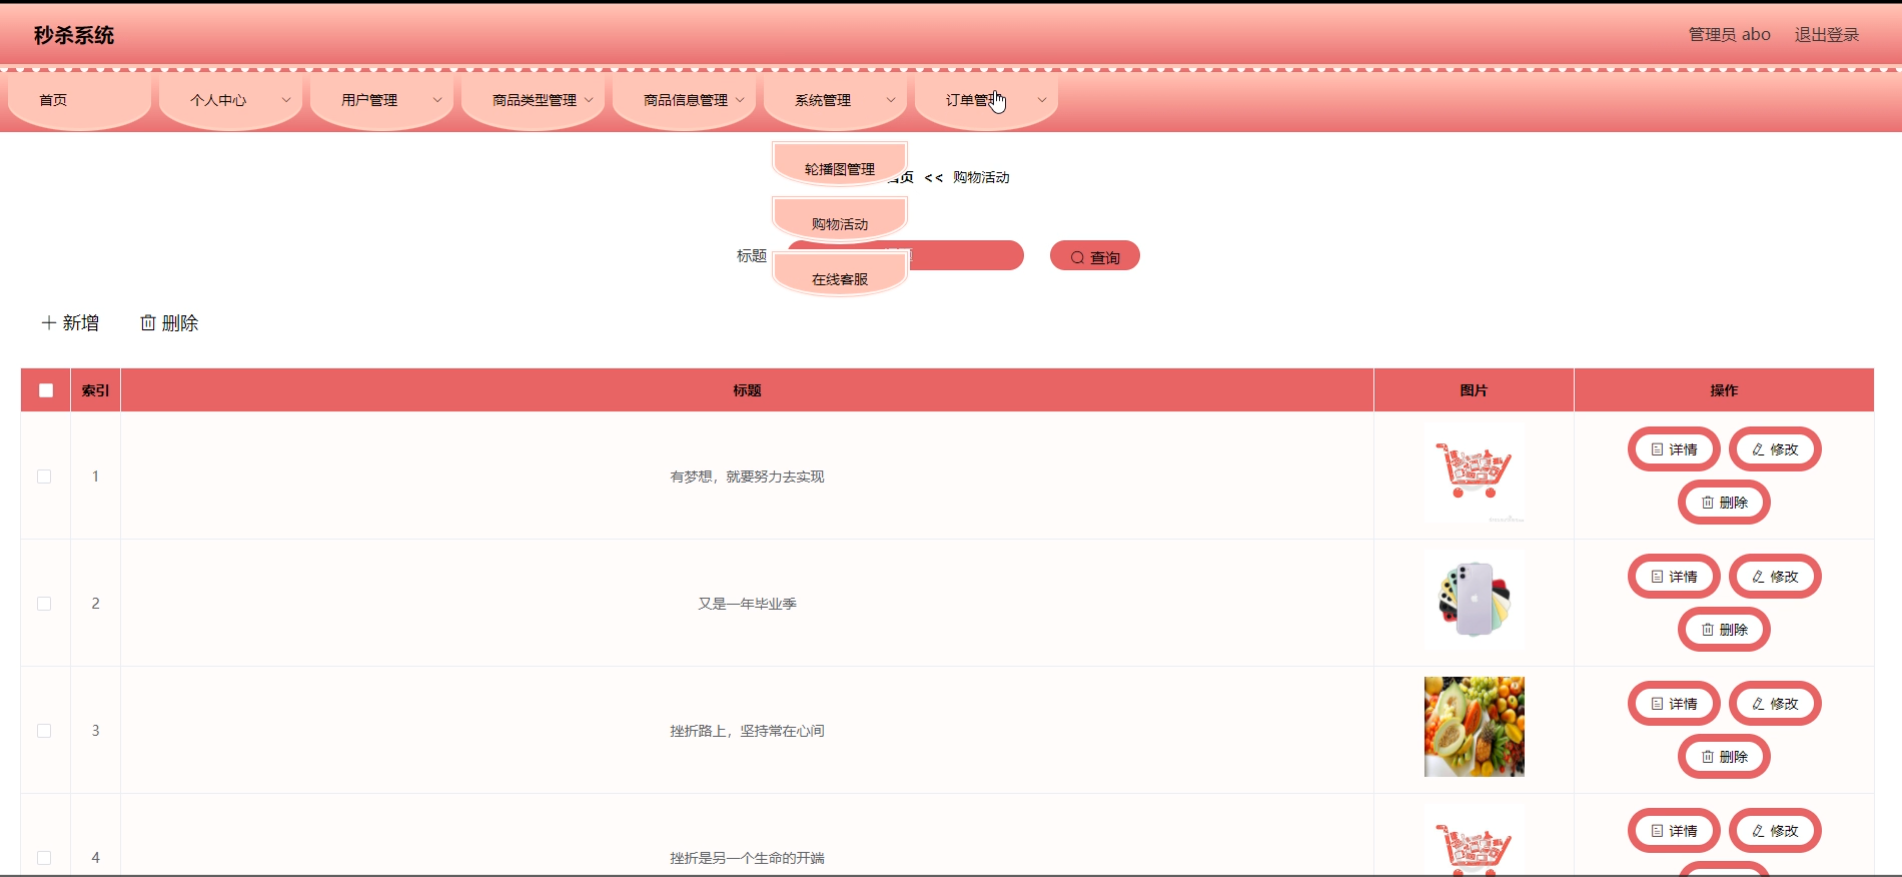 秒杀系统
管理员 abo 退出登录
首页 个人中心 用户管理 商品类型管理 商品信息管理 系统管理 订单管理
轮播图管理
首页 << 购物活动
购物活动
标题 查询
在线客服
新增 删除
索引 标题 图片 操作
1 有梦想，就要努力去实现 详情 修改
删除
2 又是一年毕业季 详情 修改
删除
3 挫折路上，坚持常在心间 详情 修改
删除
4 挫折是另一个生命的开端 详情 修改